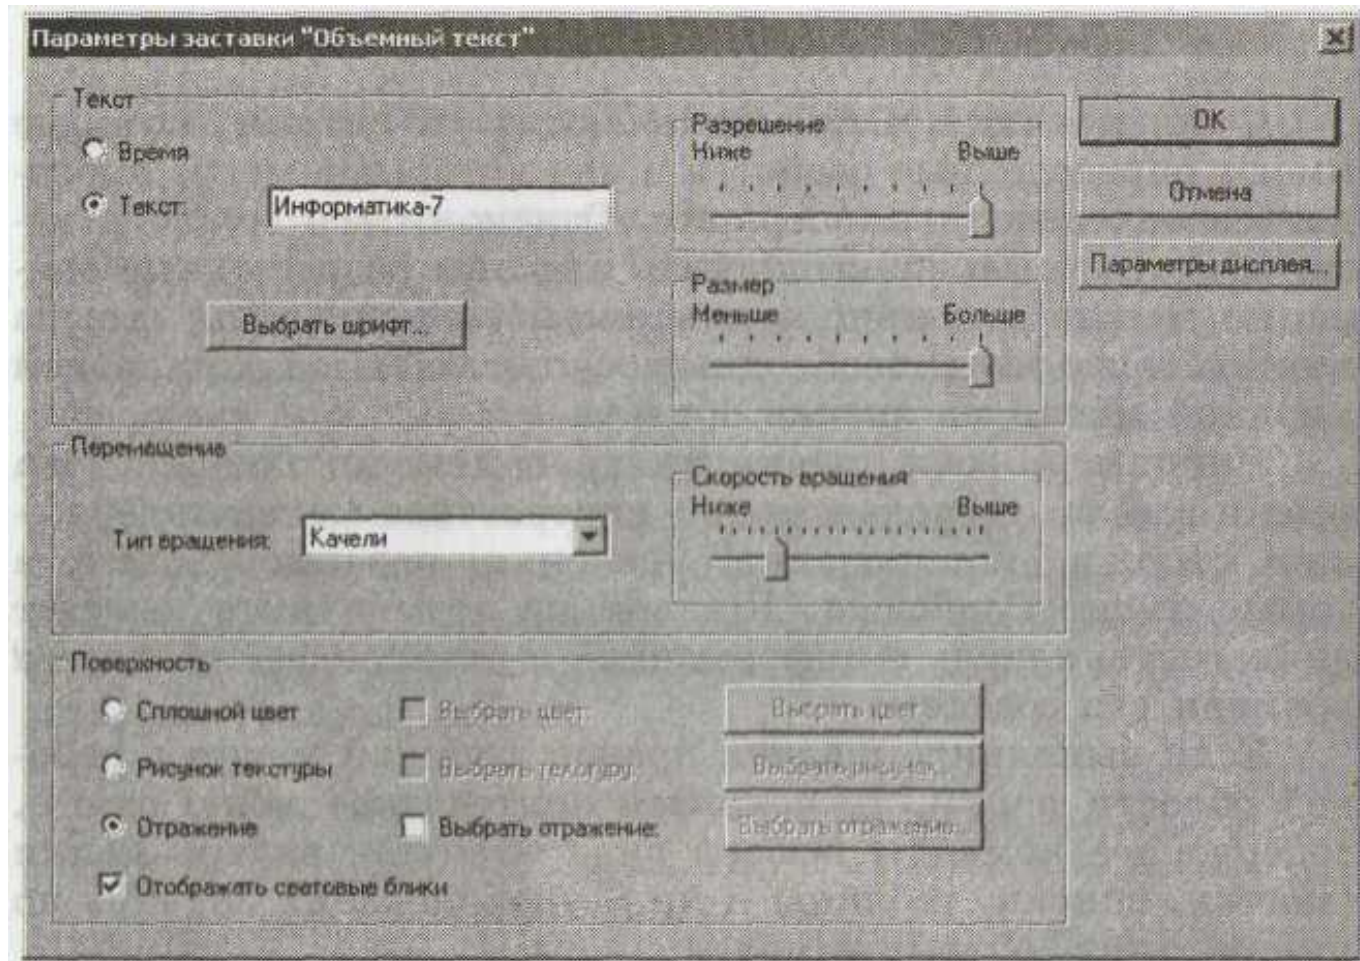 Параметры заставки "Объемный текст"
Текст
Время
Текст:
Информатика-7
Выбрать шрифт...
Разрешение
Ниже Выше
Размер
Меньше Больше
OK
Отмена
Параметры дисплея...
Перемещение
Тип вращения:
Качели
Скорость вращения
Ниже Выше
Поверхность
Сплошной цвет
Выбрать цвет:
Выбрать цвет...
Рисунок текстуры
Выбрать текстуру:
Выбрать рисунок...
Отражение
Выбрать отражение:
Выбрать отражение...
Отображать световые блики